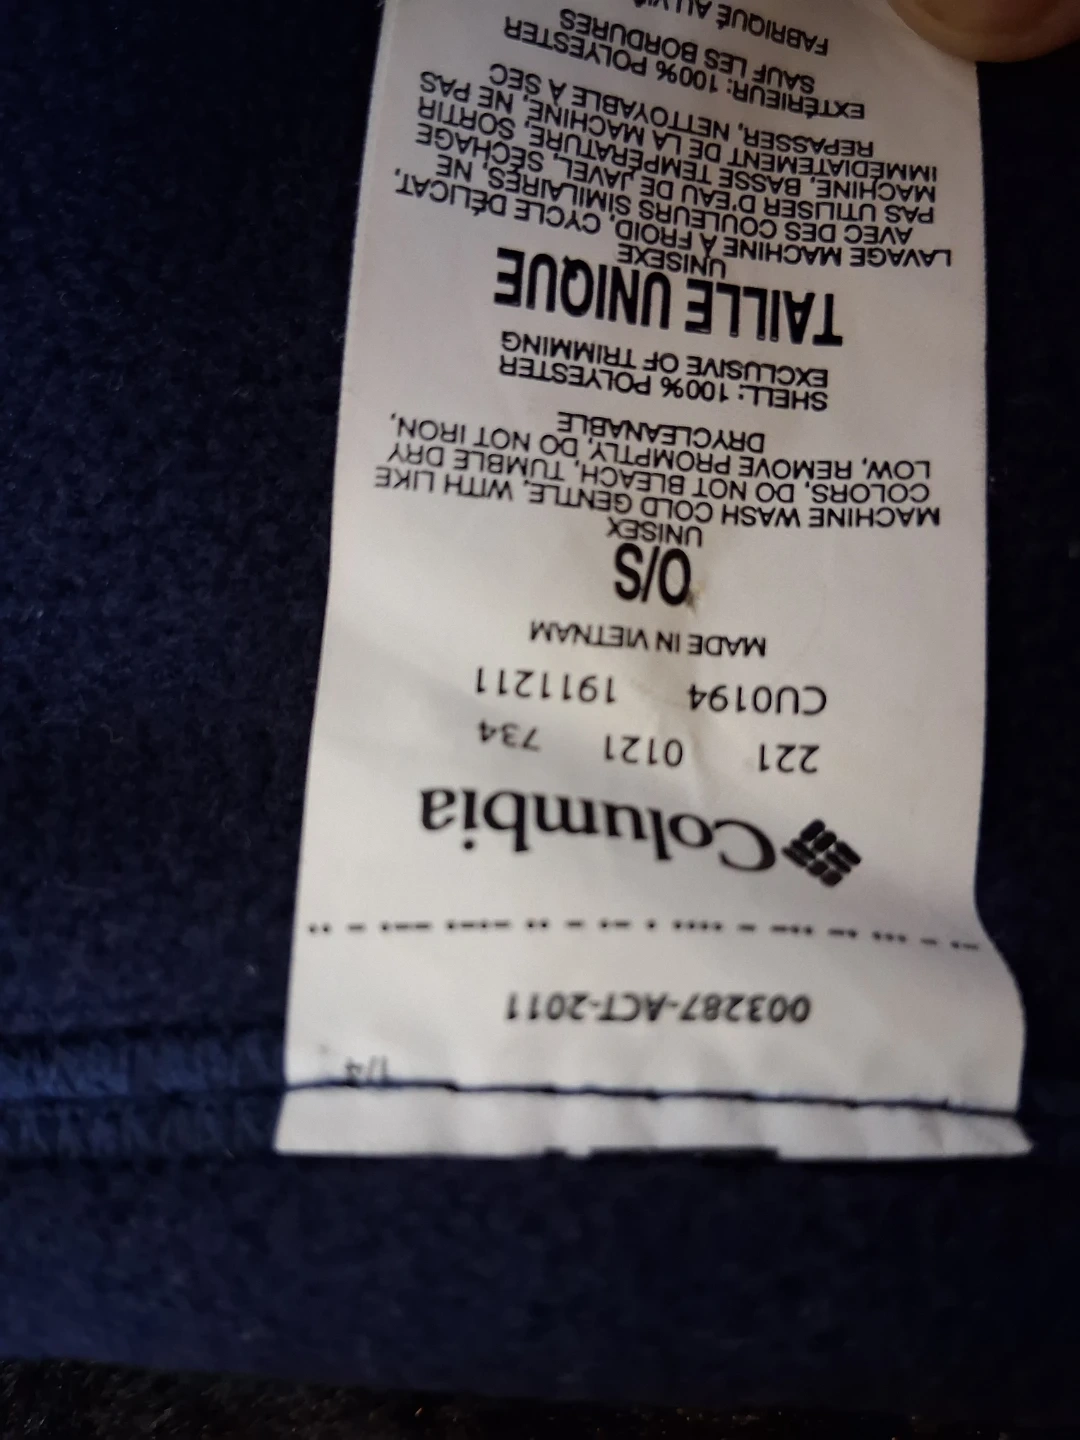 1/4
003287-ACT-2011
Columbia
221 0121 734
CU0194 1911211
MADE IN VIETNAM
O/S
UNISEX
MACHINE WASH COLD GENTLE, WITH LIKE
COLORS, DO NOT BLEACH, TUMBLE DRY
LOW, REMOVE PROMPTLY, DO NOT IRON,
DRYCLEANABLE
SHELL: 100% POLYESTER
EXCLUSIVE OF TRIMMING
TAILLE UNIQUE
UNISEXE
LAVAGE MACHINE À FROID, CYCLE DÉLICAT,
AVEC DES COULEURS SIMILAIRES, NE
PAS UTILISER D'EAU DE JAVEL, SÉCHAGE
MACHINE, BASSE TEMPÉRATURE, SORTIR
IMMÉDIATEMENT DE LA MACHINE, NE PAS
REPASSER, NETTOYABLE À SEC
EXTÉRIEUR: 100% POLYESTER
SAUF LES BORDURES
FABRIQUÉ AU